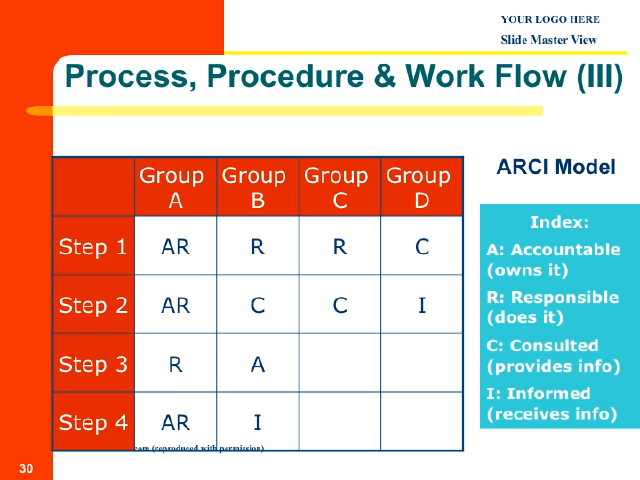 YOUR LOGO HERE
Slide Master View
Process, Procedure & Work Flow (III)
ARCI Model
Group A Group B Group C Group D
Step 1 AR R R C
Step 2 AR C C I
Step 3 R A
Step 4 AR I
Index:
A: Accountable
(owns it)
R: Responsible
(does it)
C: Consulted
(provides info)
I: Informed
(receives info)
(reproduced with permission)
30